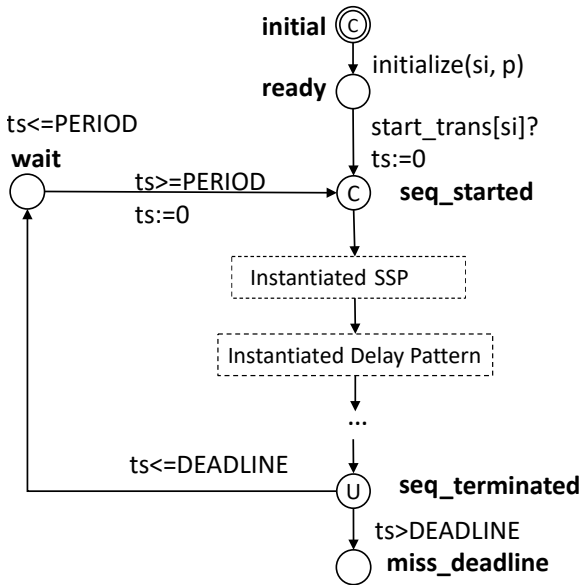 initial
C
initialize(si, p)
ready
ts<=PERIOD
start_trans[si]?
wait
ts:=0
ts>=PERIOD
C
seq_started
ts:=0
Instantiated SSP
Instantiated Delay Pattern
...
ts<=DEADLINE
U
seq_terminated
ts>DEADLINE
miss_deadline